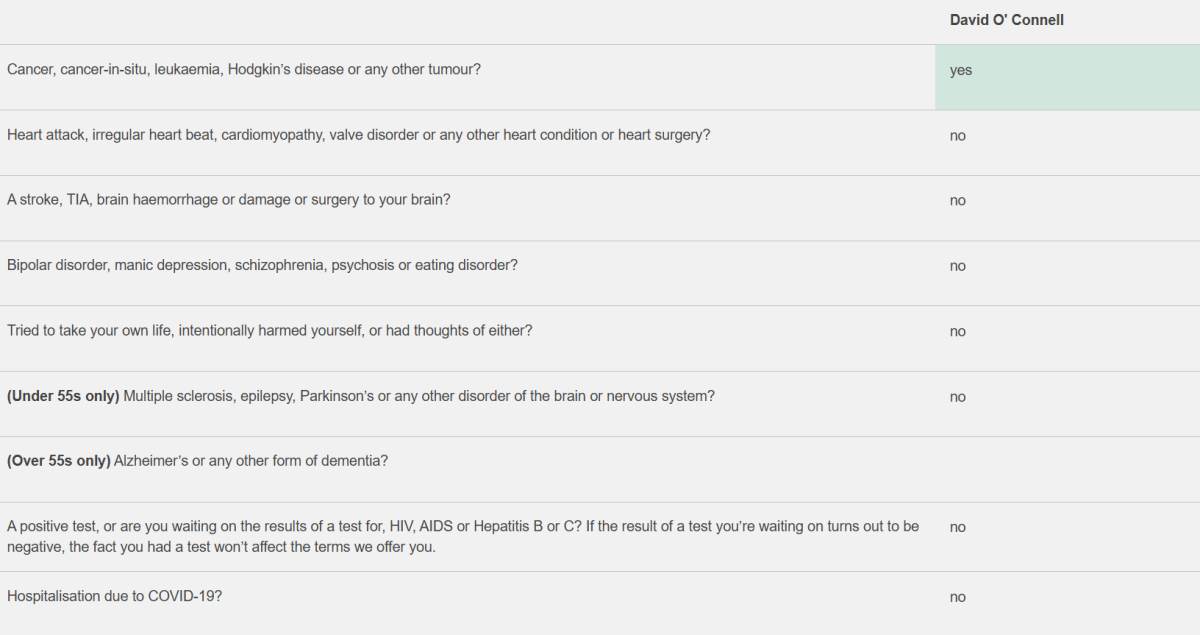 David O' Connell
Cancer, cancer-in-situ, leukaemia, Hodgkin’s disease or any other tumour? yes
Heart attack, irregular heart beat, cardiomyopathy, valve disorder or any other heart condition or heart surgery? no
A stroke, TIA, brain haemorrhage or damage or surgery to your brain? no
Bipolar disorder, manic depression, schizophrenia, psychosis or eating disorder? no
Tried to take your own life, intentionally harmed yourself, or had thoughts of either? no
(Under 55s only) Multiple sclerosis, epilepsy, Parkinson’s or any other disorder of the brain or nervous system? no
(Over 55s only) Alzheimer’s or any other form of dementia?
A positive test, or are you waiting on the results of a test for, HIV, AIDS or Hepatitis B or C? If the result of a test you’re waiting on turns out to be no
negative, the fact you had a test won’t affect the terms we offer you.
Hospitalisation due to COVID-19? no